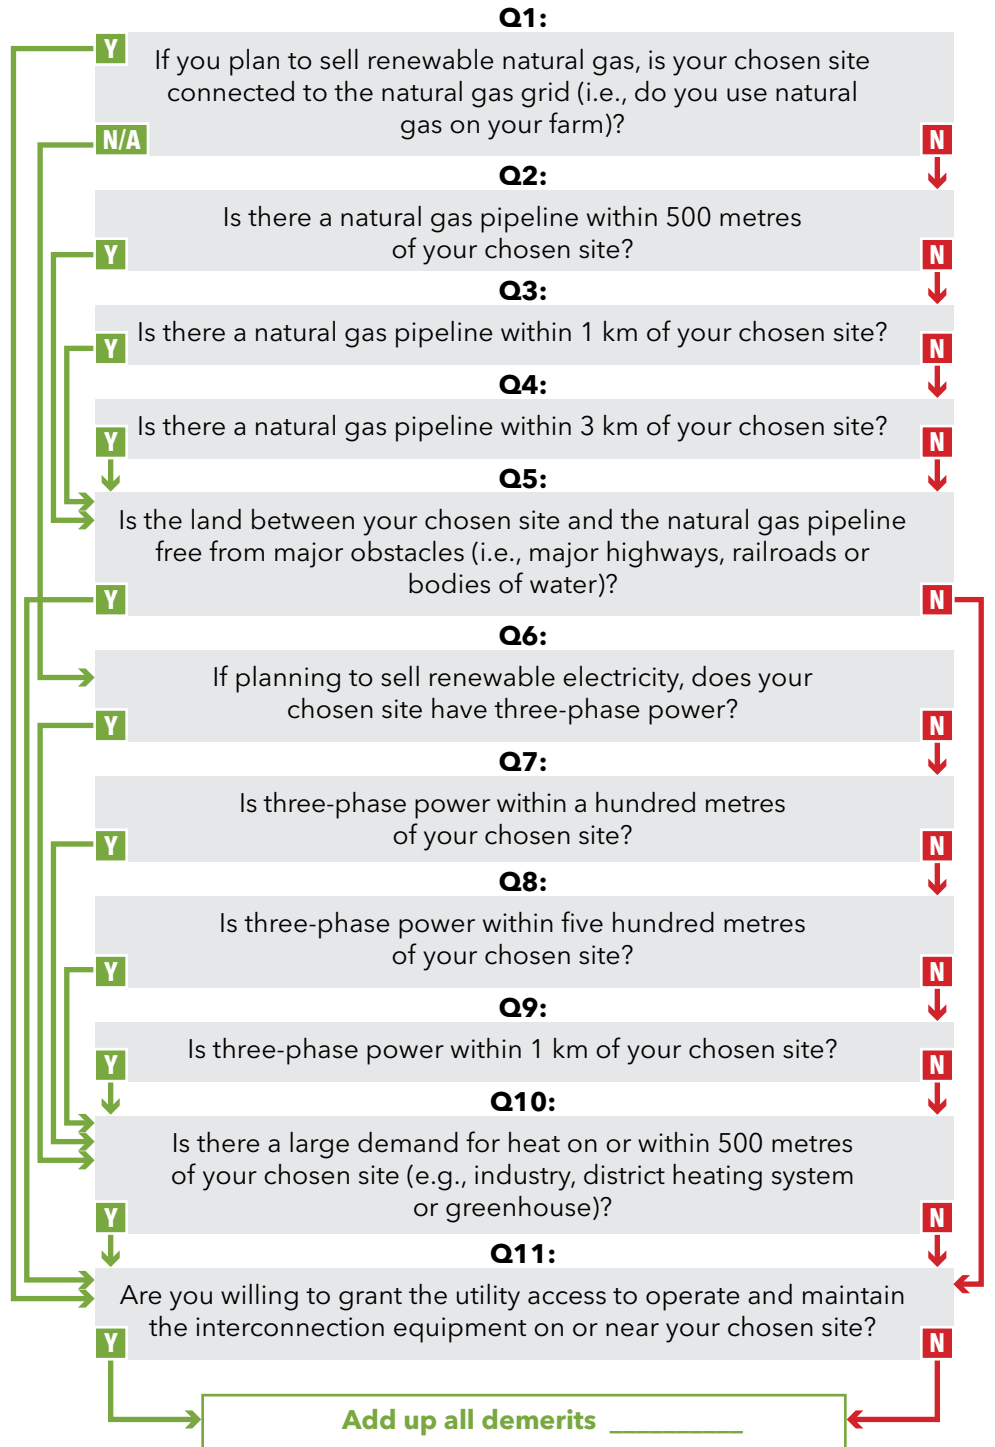 Q1:
Y
If you plan to sell renewable natural gas, is your chosen site
connected to the natural gas grid (i.e., do you use natural
gas on your farm)?
N/A
N
Q2:
Is there a natural gas pipeline within 500 metres
of your chosen site?
Y
N
Q3:
Is there a natural gas pipeline within 1 km of your chosen site?
Y
N
Q4:
Is there a natural gas pipeline within 3 km of your chosen site?
Y
N
Q5:
Is the land between your chosen site and the natural gas pipeline
free from major obstacles (i.e., major highways, railroads or
bodies of water)?
Y
N
Q6:
If planning to sell renewable electricity, does your
chosen site have three-phase power?
Y
N
Q7:
Is three-phase power within a hundred metres
of your chosen site?
Y
N
Q8:
Is three-phase power within five hundred metres
of your chosen site?
Y
N
Q9:
Is three-phase power within 1 km of your chosen site?
Y
N
Q10:
Is there a large demand for heat on or within 500 metres
of your chosen site (e.g., industry, district heating system
or greenhouse)?
Y
N
Q11:
Are you willing to grant the utility access to operate and maintain
the interconnection equipment on or near your chosen site?
Y
N
Add up all demerits __________